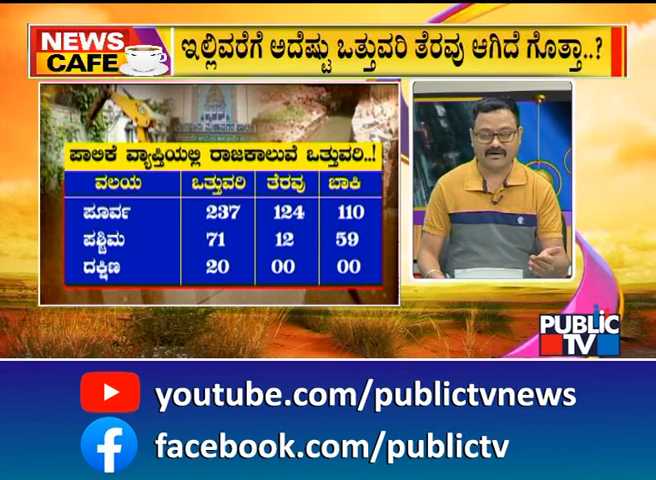 NEWS
CAFE
ಇಲ್ಲಿವರೆಗೆ ಅದೆಷ್ಟು ಒತ್ತುವರಿ ತೆರವು ಆಗಿದೆ ಗೊತ್ತಾ..?
ಪಾಲಿಕೆ ವ್ಯಾಪ್ತಿಯಲ್ಲಿ ರಾಜಕಾಲುವೆ ಒತ್ತುವರಿ..!
ವಲಯ ಒತ್ತುವರಿ ತೆರವು ಬಾಕಿ
ಪೂರ್ವ 237 124 110
ಪಶ್ಚಿಮ 71 12 59
ದಕ್ಷಿಣ 20 00 00
PUBLiC
TV
youtube.com/publictvnews
facebook.com/publictv